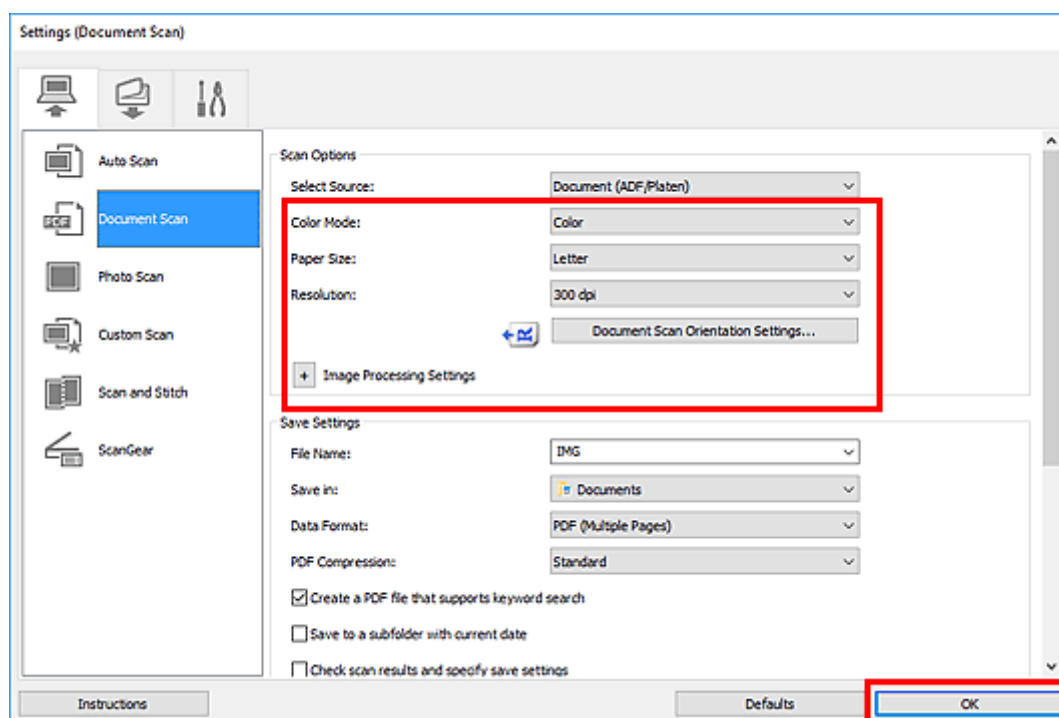 Settings (Document Scan)
Auto Scan
PDF
Document Scan
Photo Scan
Custom Scan
Scan and Stitch
ScanGear
Scan Options
Select Source: Document (ADF/Platen)
Color Mode: Color
Paper Size: Letter
Resolution: 300 dpi
R
Document Scan Orientation Settings...
+ Image Processing Settings
Save Settings
File Name: IMG
Save in: Documents
Data Format: PDF (Multiple Pages)
PDF Compression: Standard
Create a PDF file that supports keyword search
Save to a subfolder with current date
Check scan results and specify save settings
Instructions Defaults OK